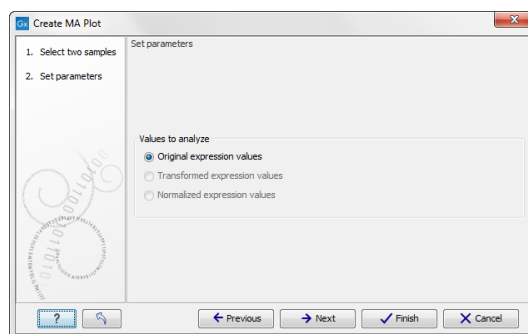 Gx Create MA Plot
1. Select two samples
2. Set parameters
Set parameters
Values to analyze
Original expression values
Transformed expression values
Normalized expression values
?
Previous
Next
Finish
Cancel